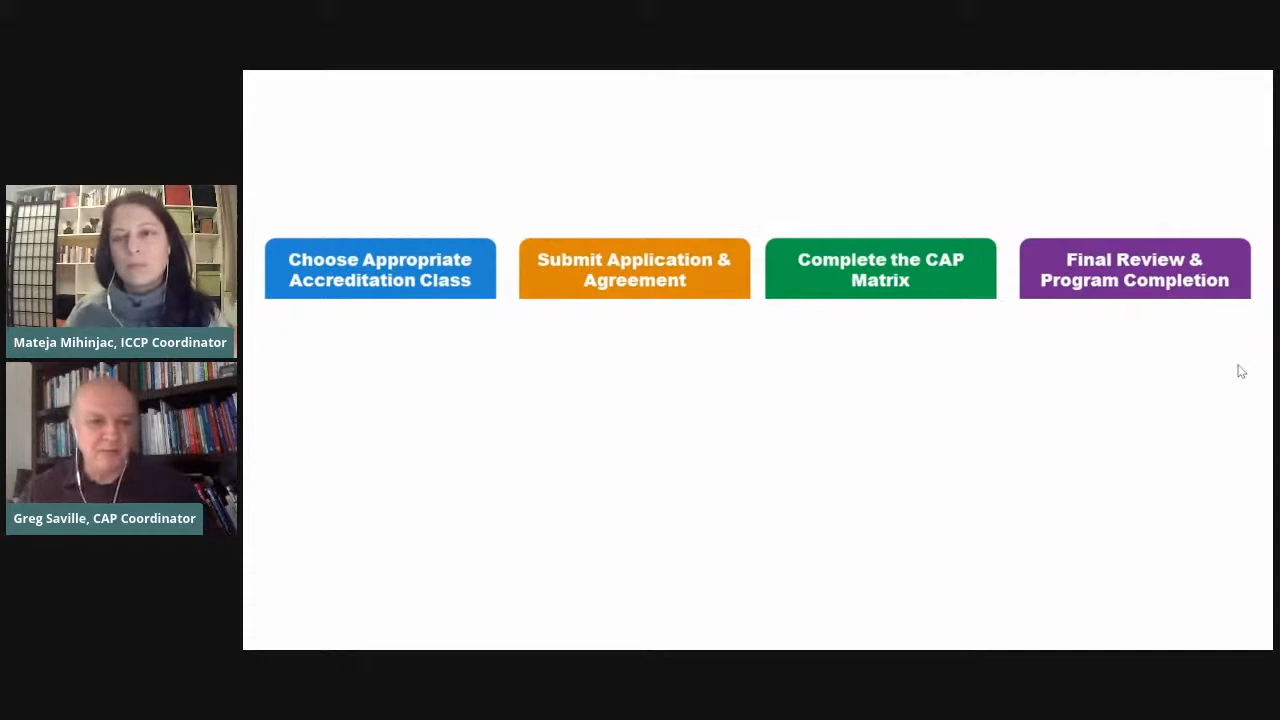 Choose Appropriate
Accreditation Class
Submit Application &
Agreement
Complete the CAP
Matrix
Final Review &
Program Completion
Mateja Mihinjac, ICCP Coordinator
Greg Saville, CAP Coordinator